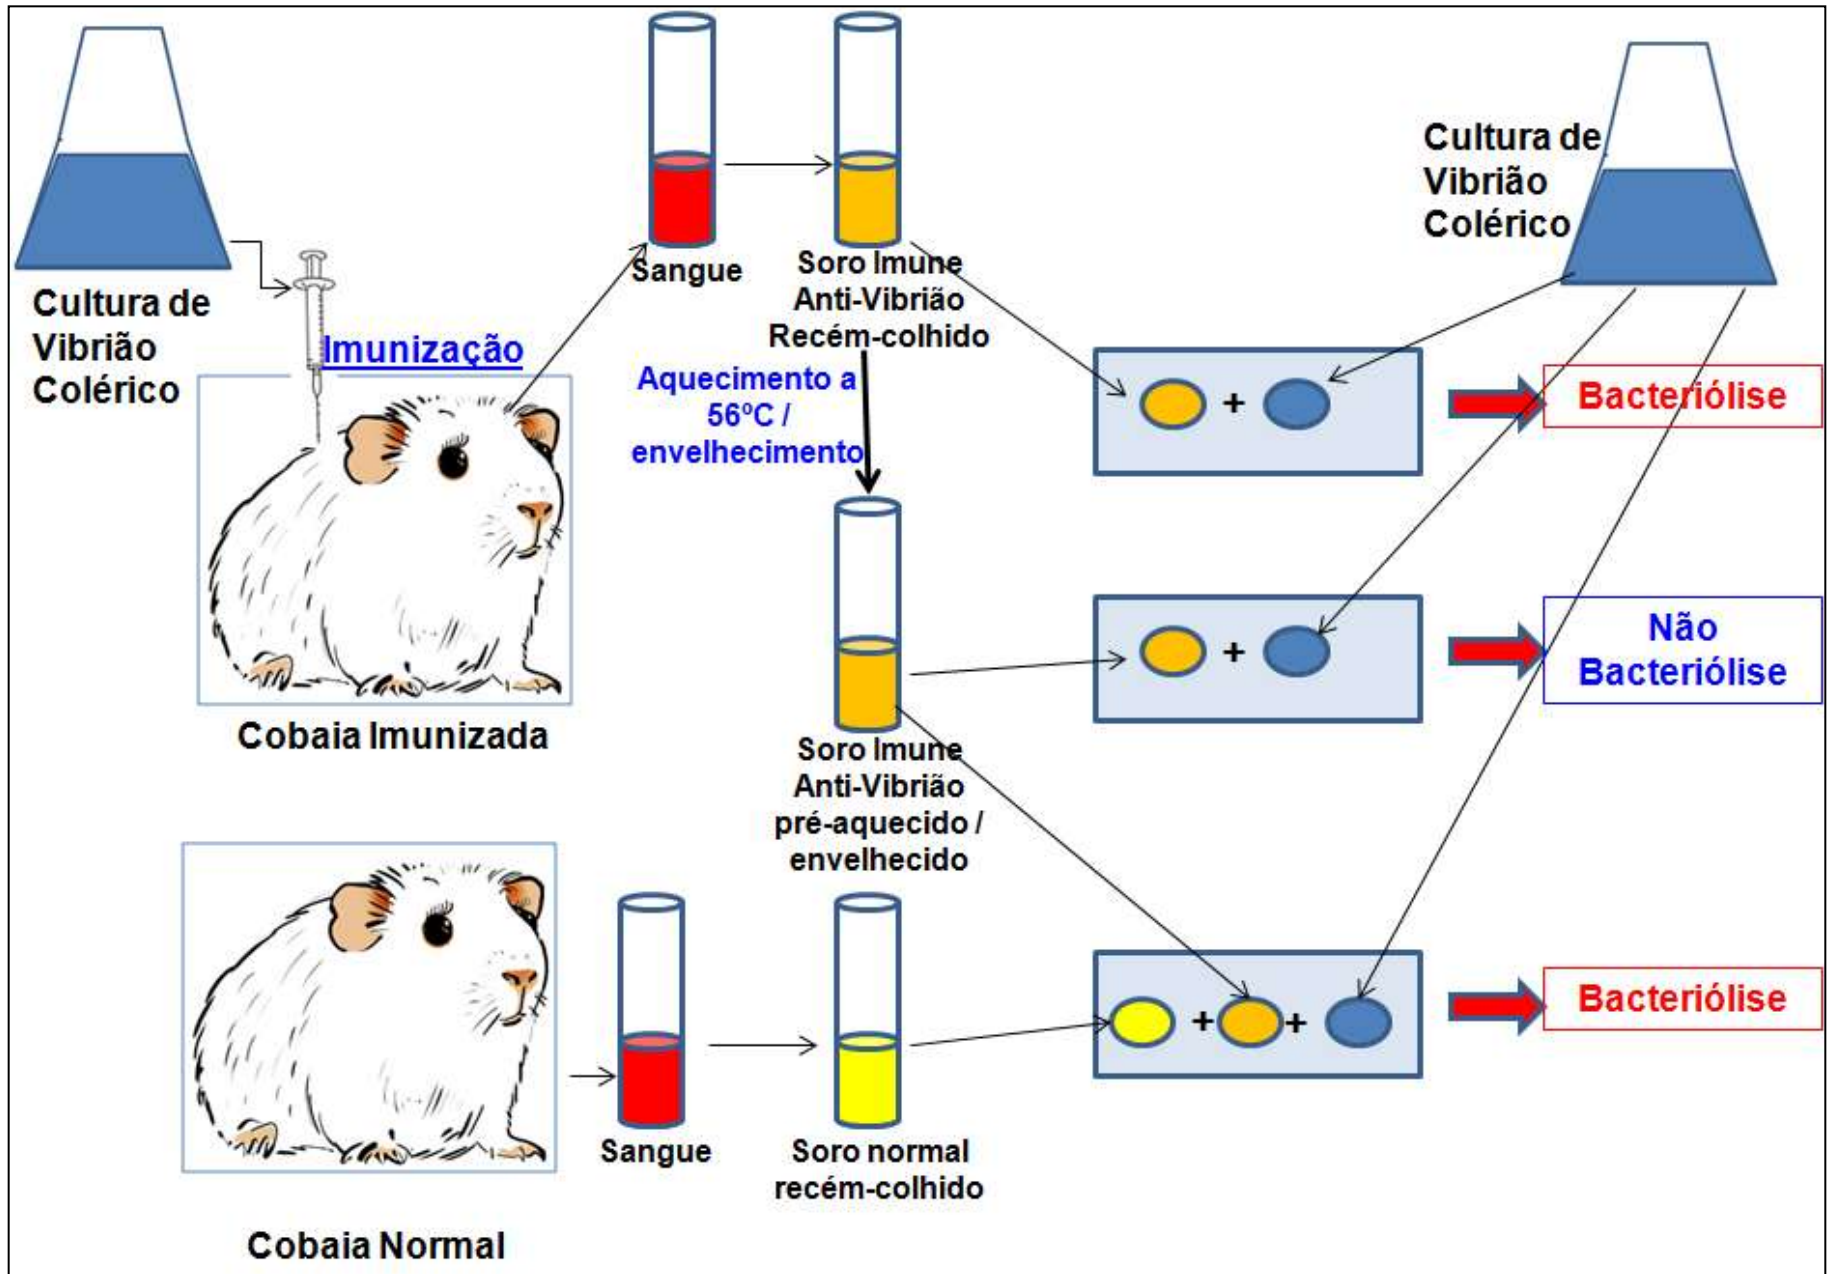 Cultura de
Vibrião
Colérico
Imunização
Cobaia Imunizada
Sangue
Soro Imune
Anti-Vibrião
Recém-colhido
Aquecimento a
56ºC /
envelhecimento
Soro Imune
Anti-Vibrião
pré-aquecido /
envelhecido
Cultura de
Vibrião
Colérico
+
Bacteriólise
+
Não
Bacteriólise
Cobaia Normal
Sangue
Soro normal
recém-colhido
+ +
Bacteriólise